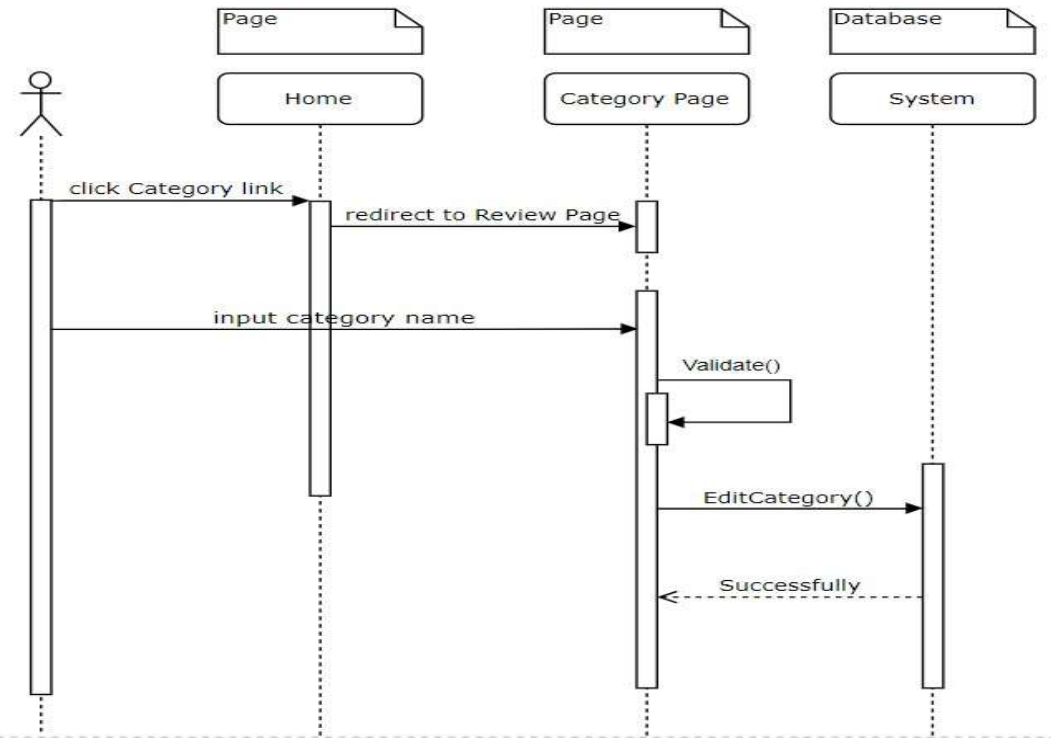 Page
Page
Database
Home
Category Page
System
click Category link
redirect to Review Page
input category name
Validate()
EditCategory()
Successfully